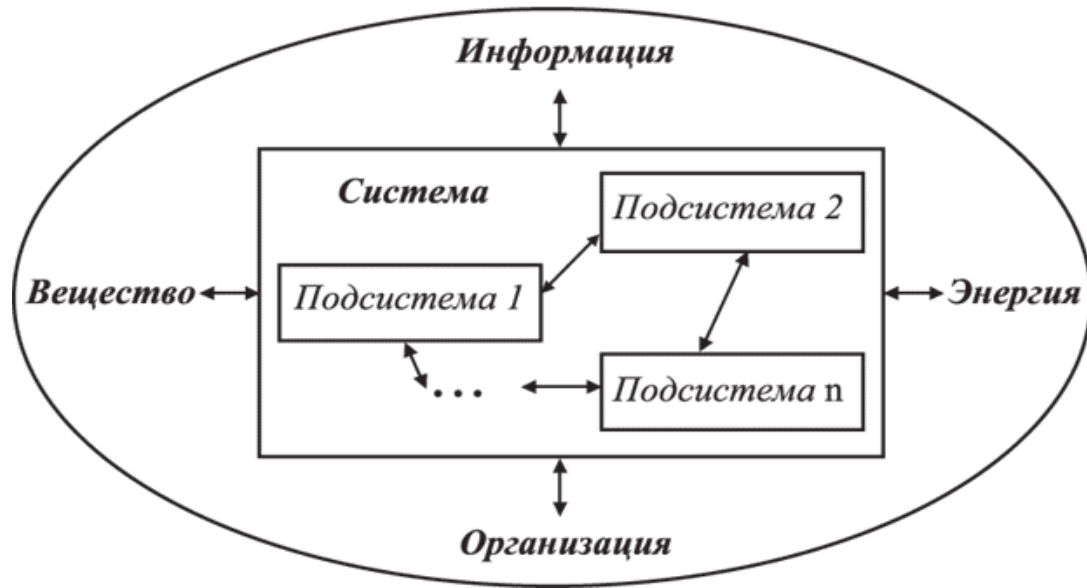 Информация
Система
Подсистема 2
Вещество
Подсистема 1
Энергия
...
Подсистема n
Организация